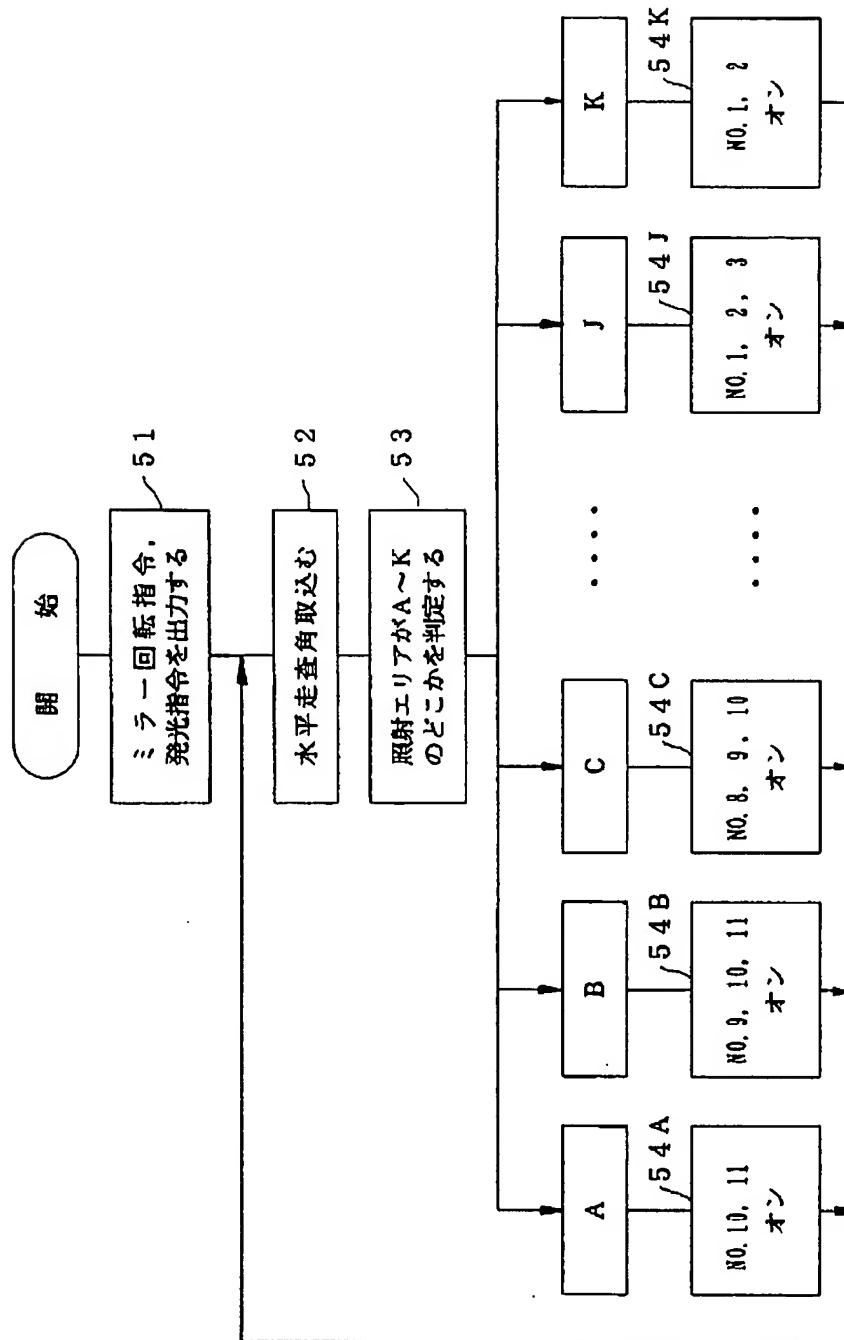 開 始
ミラー回転指令，
発光指令を出力する
51
水平走査角取込む
52
照射エリアがA～K
のどこかを判定する
53
A
B
C
････
J
K
54A
NO.10, 11
オン
54B
NO.9, 10, 11
オン
54C
NO.8, 9, 10
オン
････
54J
NO.1, 2, 3
オン
54K
NO.1, 2
オン